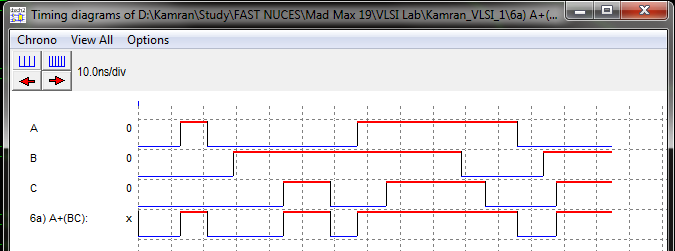 dsch2
Timing diagrams of D:\Kamran\Study\FAST NUCES\Mad Max 19\VLSI Lab\Kamran_VLSI_1\6a) A+(...
Chrono View All Options
10.0ns/div
A 0
B 0
C 0
6a) A+(BC): x